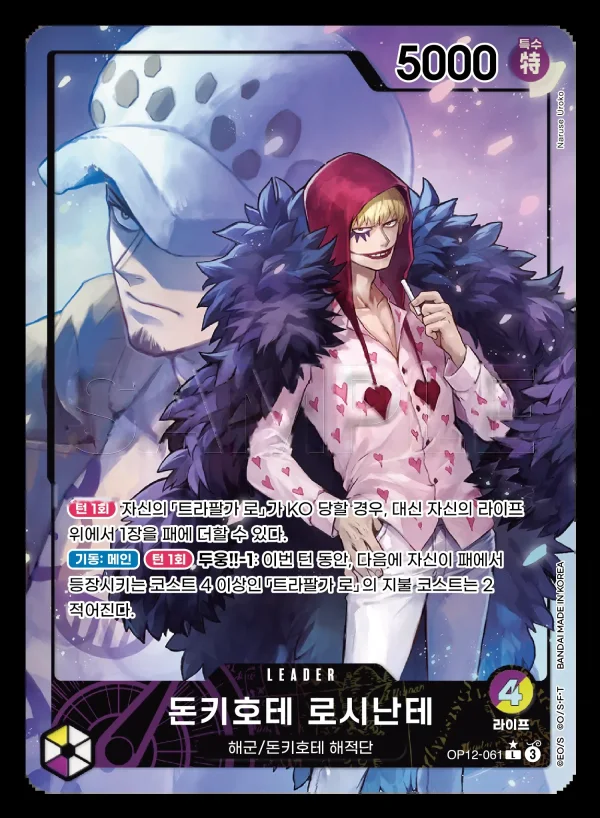 5000
특수
特
Naruse Uroko
SAMPLE
턴 1회 자신의 「트라팔가 로」가 KO 당할 경우, 대신 자신의 라이프
위에서 1장을 패에 더할 수 있다.
기동: 메인 턴 1회 두웅!!-1: 이번 턴 동안, 다음에 자신이 패에서
등장시키는 코스트 4 이상인 「트라팔가 로」의 지불 코스트는 2
적어진다.
BANDAI MADE IN KOREA
©EO/S ©O/S·F·T
LEADER
돈키호테 로시난테
4
라이프
해군/돈키호테 해적단
OP12-061 L 3